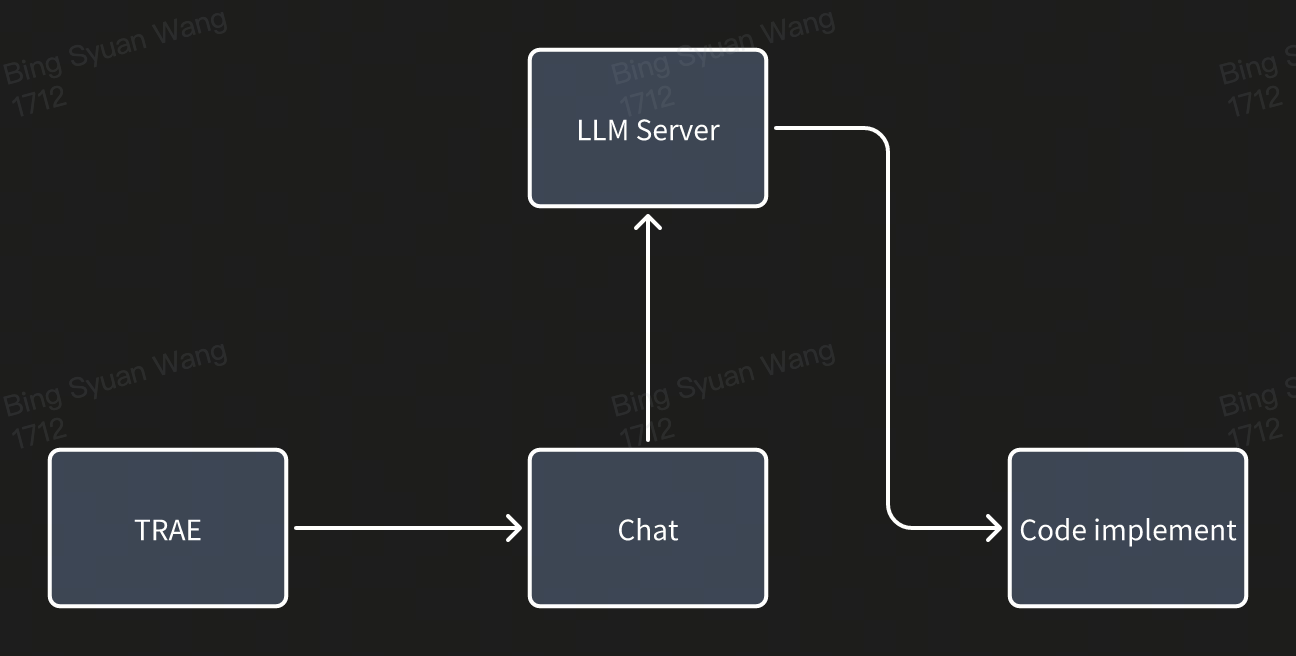 Bing Syuan Wang
1712
Bing Syuan Wang
1712
Bing S
1712
LLM Server
Bing Syuan Wang
1712
Bing Syuan Wang
1712
Bing S
1712
TRAE
Chat
Code implement